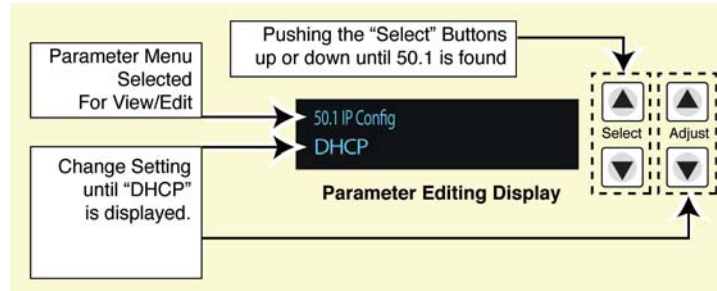 Pushing the “Select” Buttons
up or down until 50.1 is found
Parameter Menu
Selected
For View/Edit
50.1 IP Config
DHCP
Select
Adjust
Change Setting
until “DHCP”
is displayed.
Parameter Editing Display